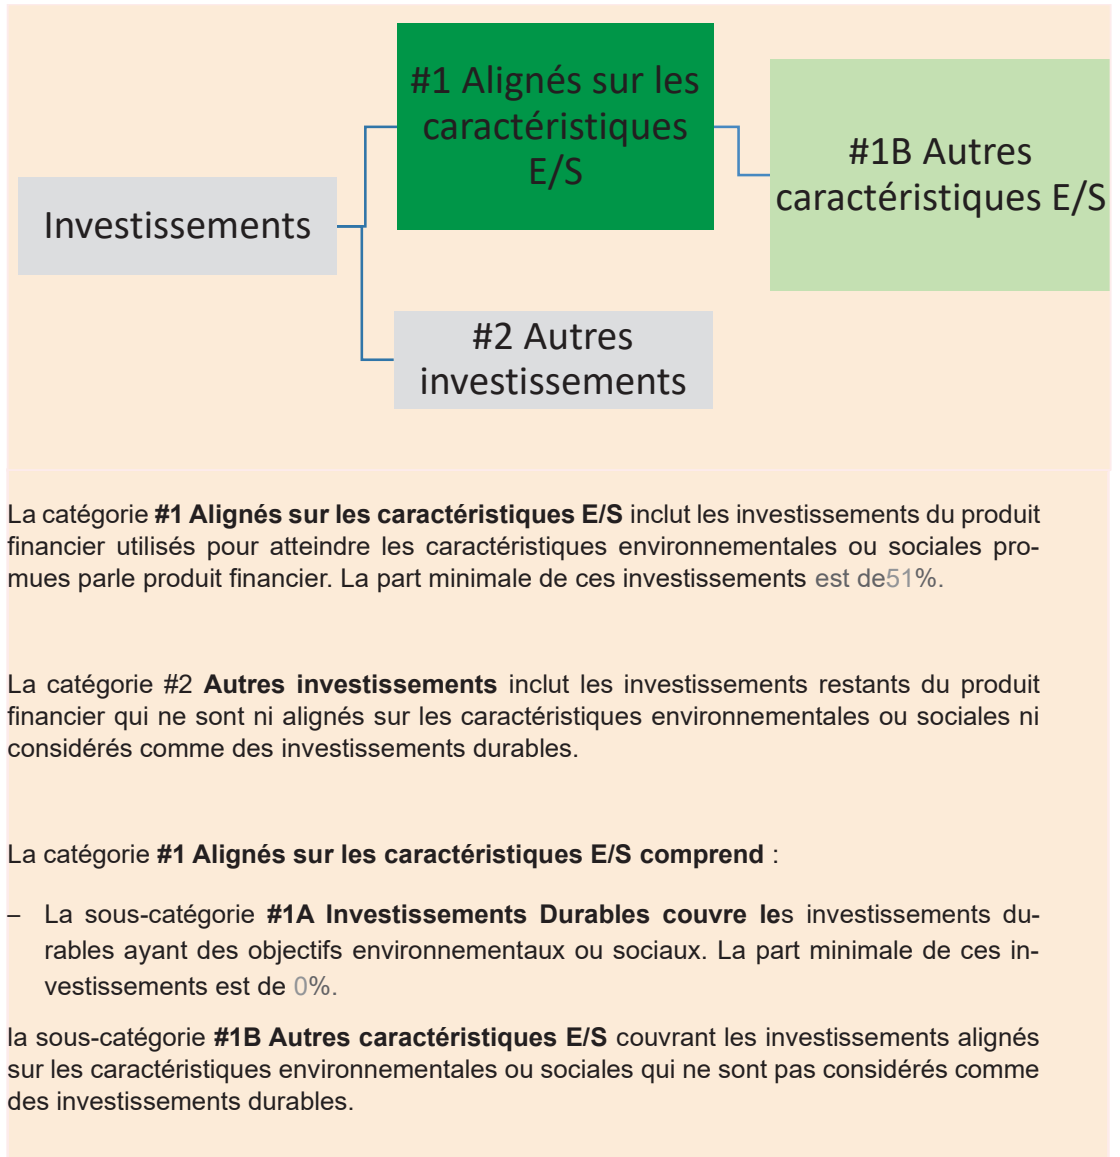 #1 Alignés sur les
caractéristiques
E/S
#1B Autres
caractéristiques E/S
Investissements
#2 Autres
investissements
La catégorie #1 Alignés sur les caractéristiques E/S inclut les investissements du produit
financier utilisés pour atteindre les caractéristiques environnementales ou sociales pro-
mues parle produit financier. La part minimale de ces investissements est de51%.
La catégorie #2 Autres investissements inclut les investissements restants du produit
financier qui ne sont ni alignés sur les caractéristiques environnementales ou sociales ni
considérés comme des investissements durables.
La catégorie #1 Alignés sur les caractéristiques E/S comprend :
– La sous-catégorie #1A Investissements Durables couvre les investissements du-
rables ayant des objectifs environnementaux ou sociaux. La part minimale de ces in-
vestissements est de 0%.
la sous-catégorie #1B Autres caractéristiques E/S couvrant les investissements alignés
sur les caractéristiques environnementales ou sociales qui ne sont pas considérés comme
des investissements durables.